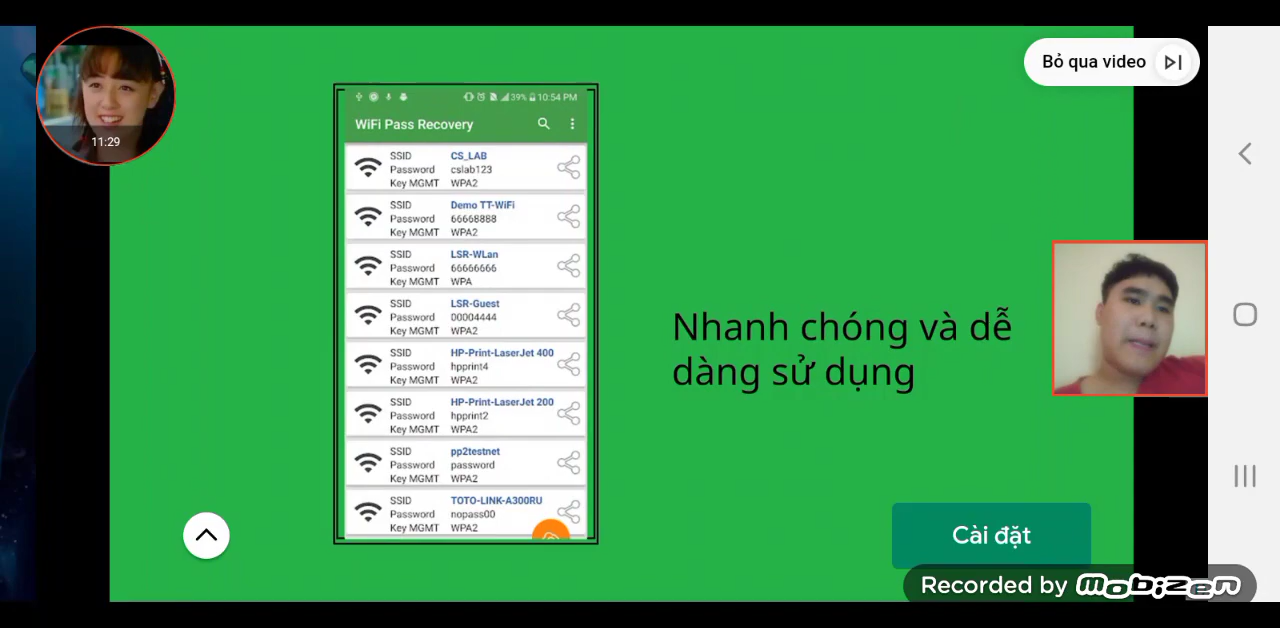 Bỏ qua video
11:29
39% 10:54 PM
WiFi Pass Recovery
SSID CS_LAB
Password cslab123
Key MGMT WPA2
SSID Demo TT-WiFi
Password 66668888
Key MGMT WPA2
SSID LSR-WLan
Password 66666666
Key MGMT WPA
SSID LSR-Guest
Password 00004444
Key MGMT WPA2
SSID HP-Print-LaserJet 400
Password hpprint4
Key MGMT WPA2
SSID HP-Print-LaserJet 200
Password hpprint2
Key MGMT WPA2
SSID pp2testnet
Password password
Key MGMT WPA2
SSID TOTO-LINK-A300RU
Password nopass00
Key MGMT WPA2
Nhanh chóng và dễ
dàng sử dụng
Cài đặt
Recorded by mobizen